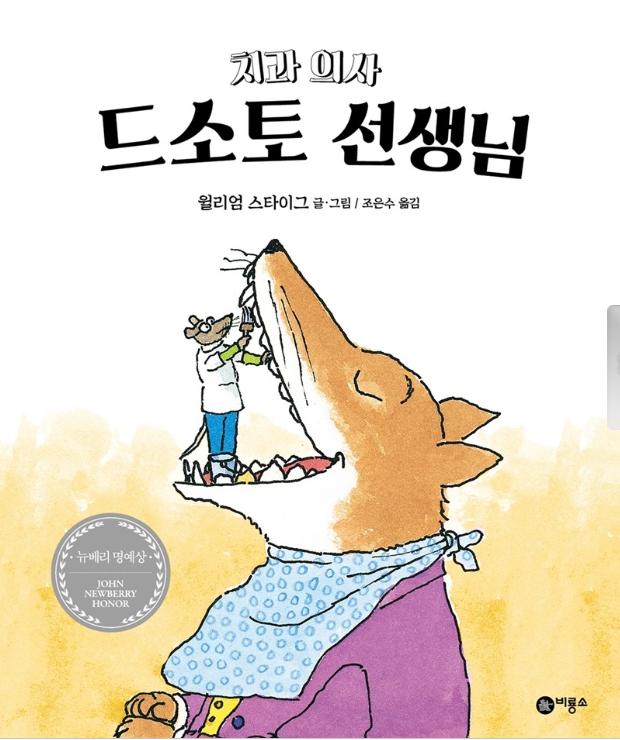 치과 의사
드소토 선생님
윌리엄 스타이그 글·그림 / 조은수 옮김
· 뉴베리 명예상 ·
JOHN
NEWBERRY
HONOR
비룡소